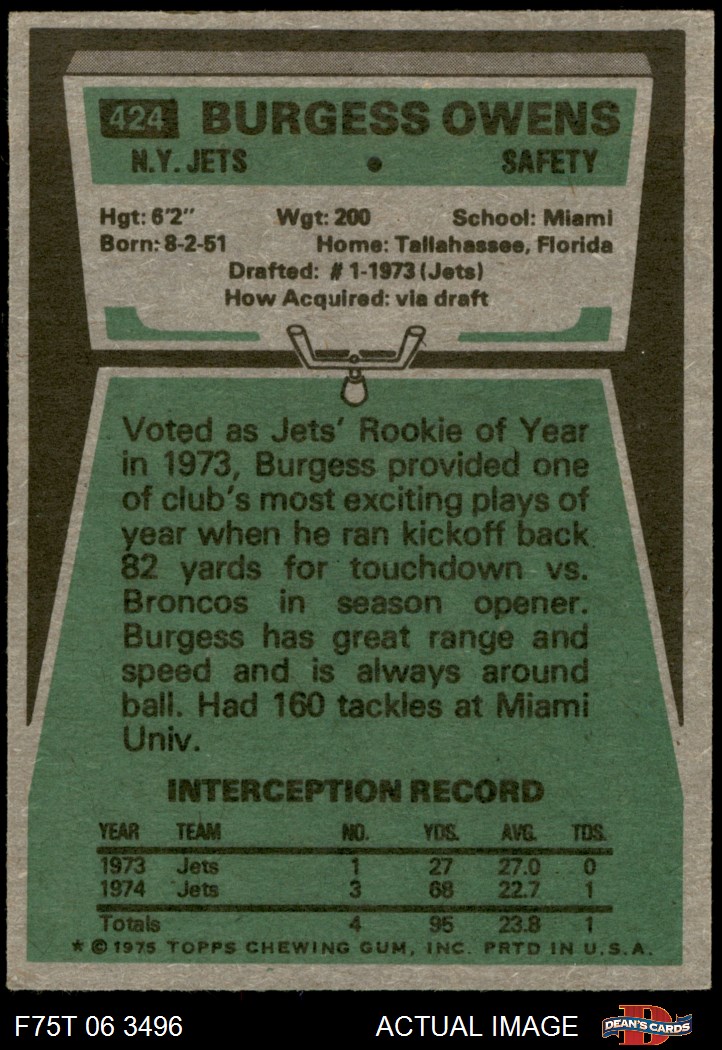 424 BURGESS OWENS
N.Y. JETS • SAFETY
Hgt: 6'2" Wgt: 200 School: Miami
Born: 8-2-51 Home: Tallahassee, Florida
Drafted: # 1-1973 (Jets)
How Acquired: via draft
Voted as Jets' Rookie of Year
in 1973, Burgess provided one
of club's most exciting plays of
year when he ran kickoff back
82 yards for touchdown vs.
Broncos in season opener.
Burgess has great range and
speed and is always around
ball. Had 160 tackles at Miami
Univ.
INTERCEPTION RECORD
YEAR TEAM NO. YDS. AVG. TDS.
1973 Jets 1 27 27.0 0
1974 Jets 3 68 22.7 1
Totals 4 95 23.8 1
* © 1975 TOPPS CHEWING GUM, INC. PRTD IN U.S.A.
F75T 06 3496 ACTUAL IMAGE D DEAN'S CARDS